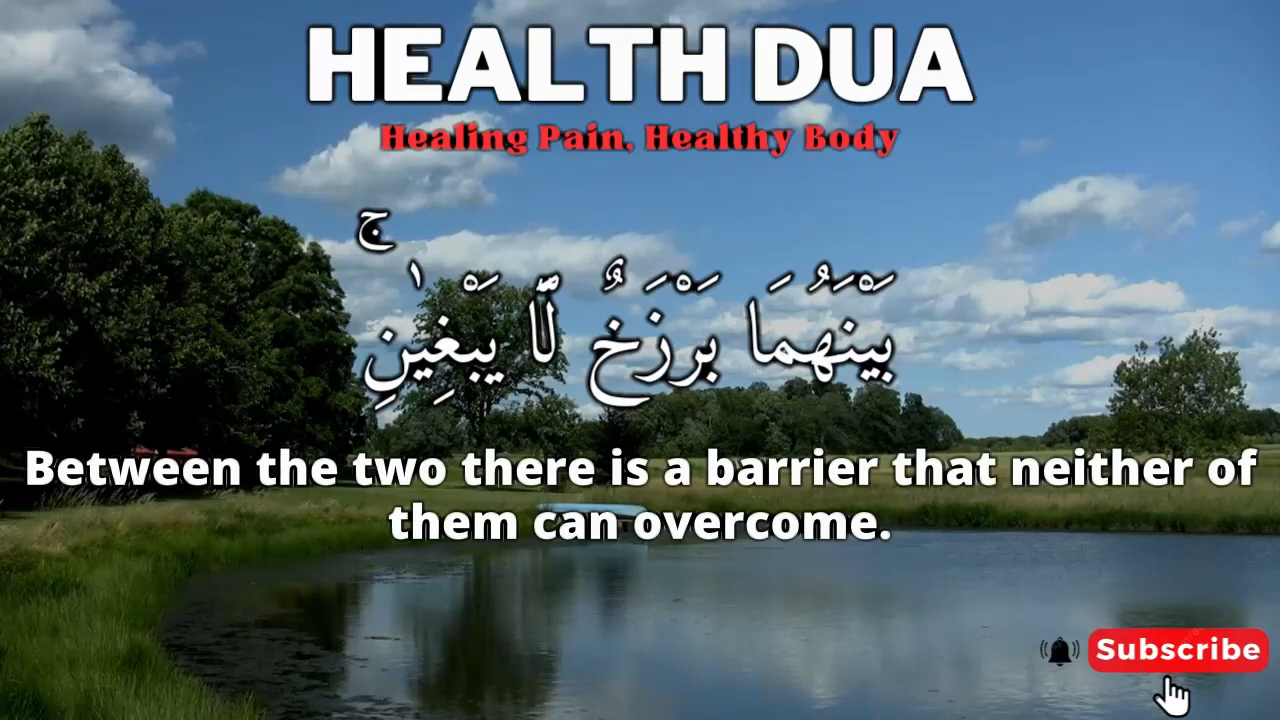 HEALTH DUA
Healing Pain, Healthy Body
بَيْنَهُمَا بَرْزَخٌ لَّا يَبْغِيٰنِۚ
Between the two there is a barrier that neither of
them can overcome.
Subscribe